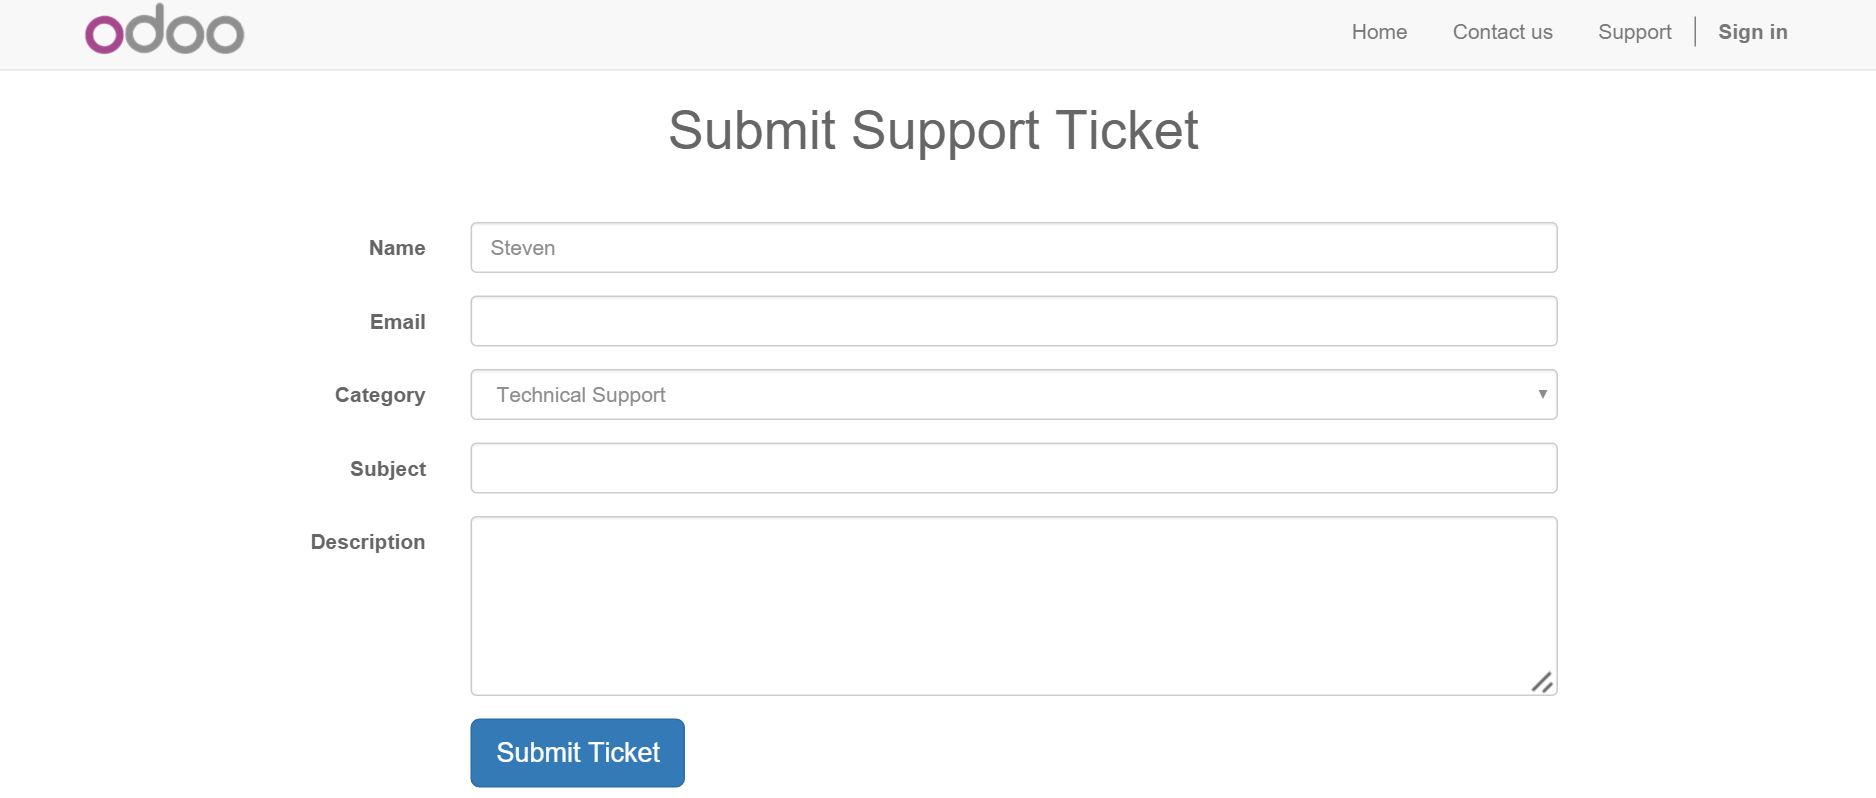 odoo
Home Contact us Support Sign in
Submit Support Ticket
Name Steven
Email
Category Technical Support
Subject
Description
Submit Ticket